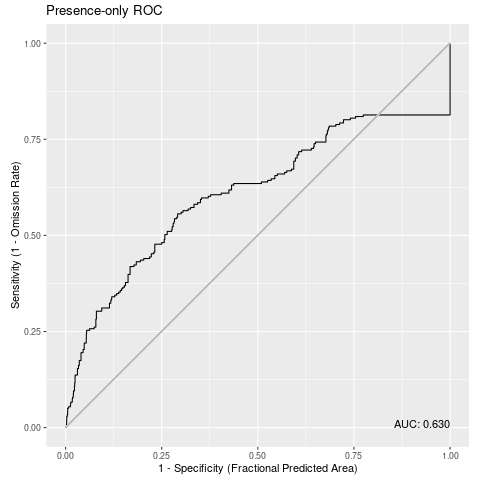 Presence-only ROC
Sensitivity (1 - Omission Rate)
1.00
0.75
0.50
0.25
0.00
AUC: 0.630
0.00 0.25 0.50 0.75 1.00
1 - Specificity (Fractional Predicted Area)